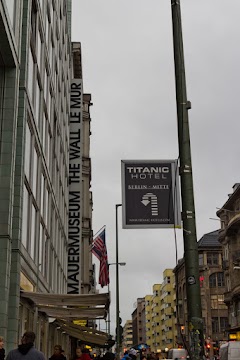 MAUERMUSEUM THE WALL LE MUR
TITANIC
HOTEL
BERLIN - MITTE